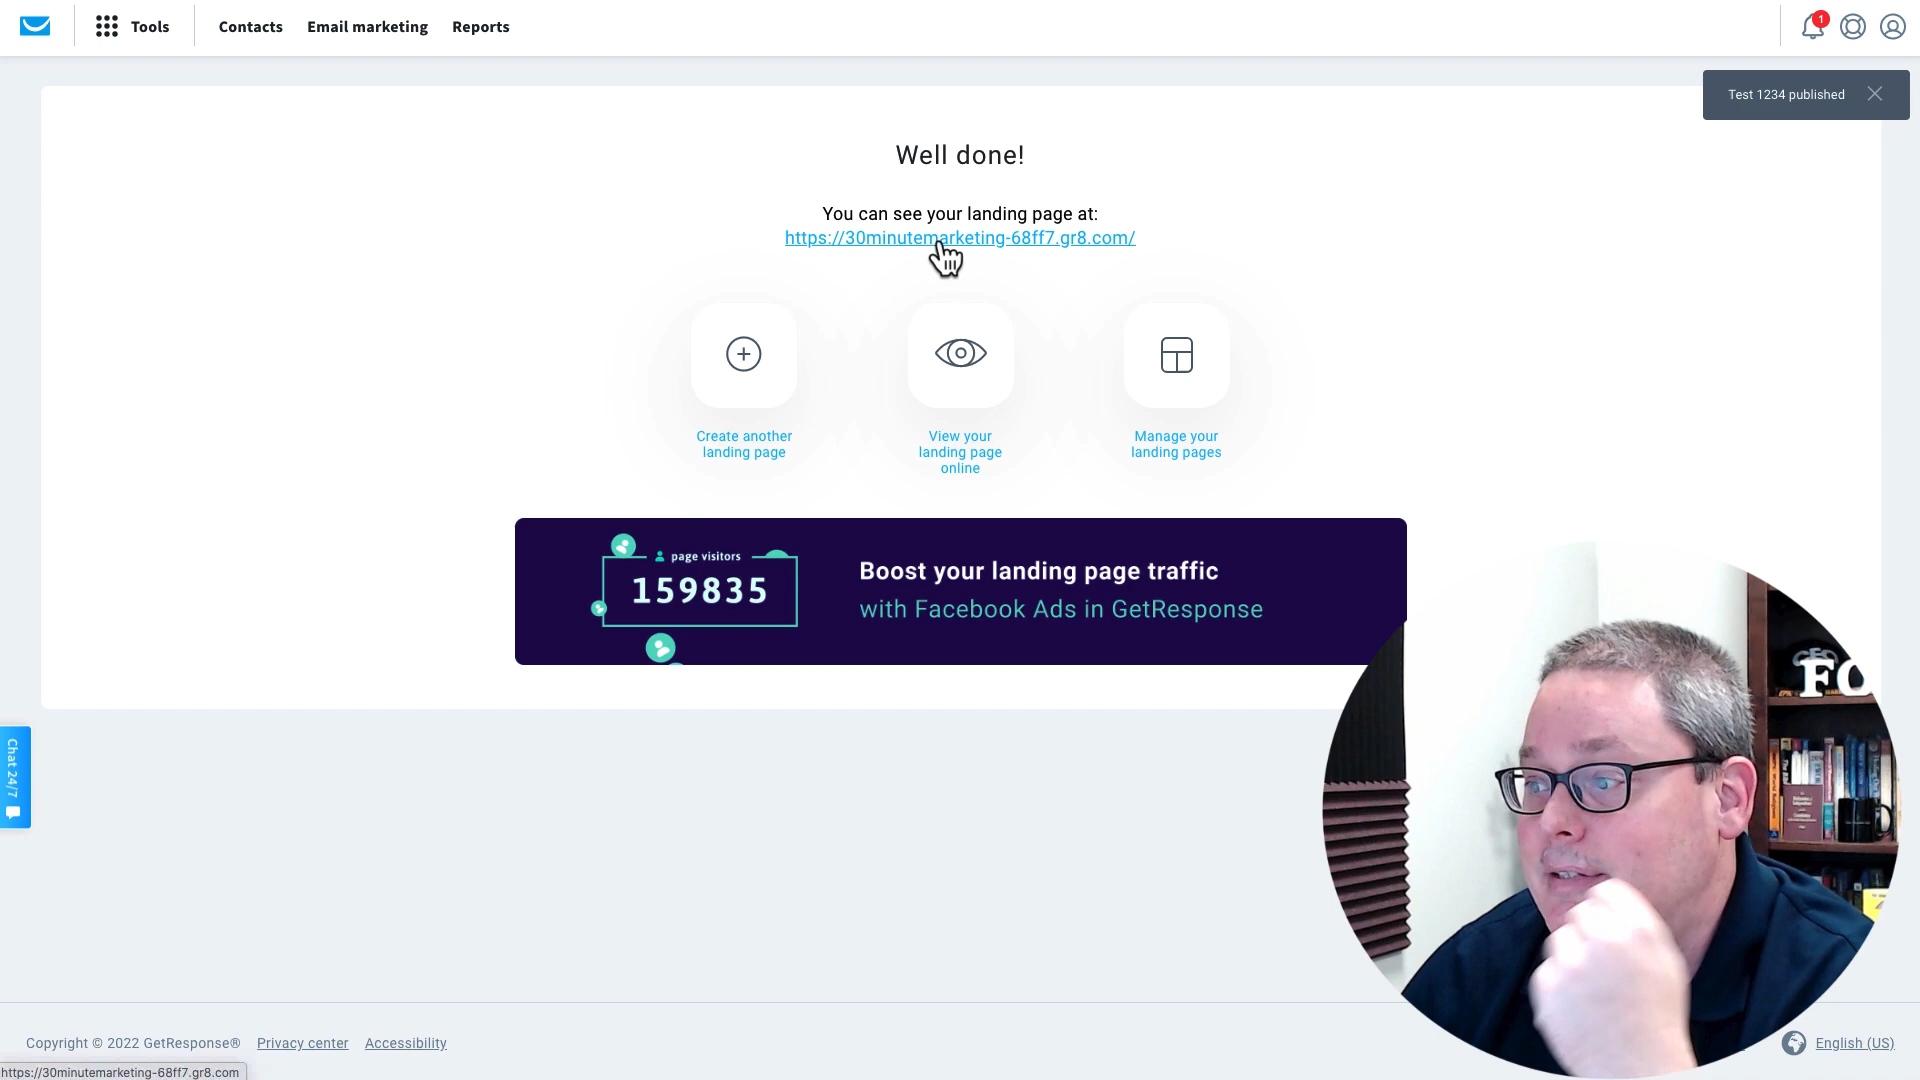 Tools
Contacts
Email marketing
Reports
1
Test 1234 published
Well done!
You can see your landing page at:
https://30minutemarketing-68ff7.gr8.com/
Create another
landing page
View your
landing page
online
Manage your
landing pages
page visitors
159835
Boost your landing page traffic
with Facebook Ads in GetResponse
Chat 24/7
FO
Copyright © 2022 GetResponse®
Privacy center
Accessibility
English (US)
https://30minutemarketing-68ff7.gr8.com